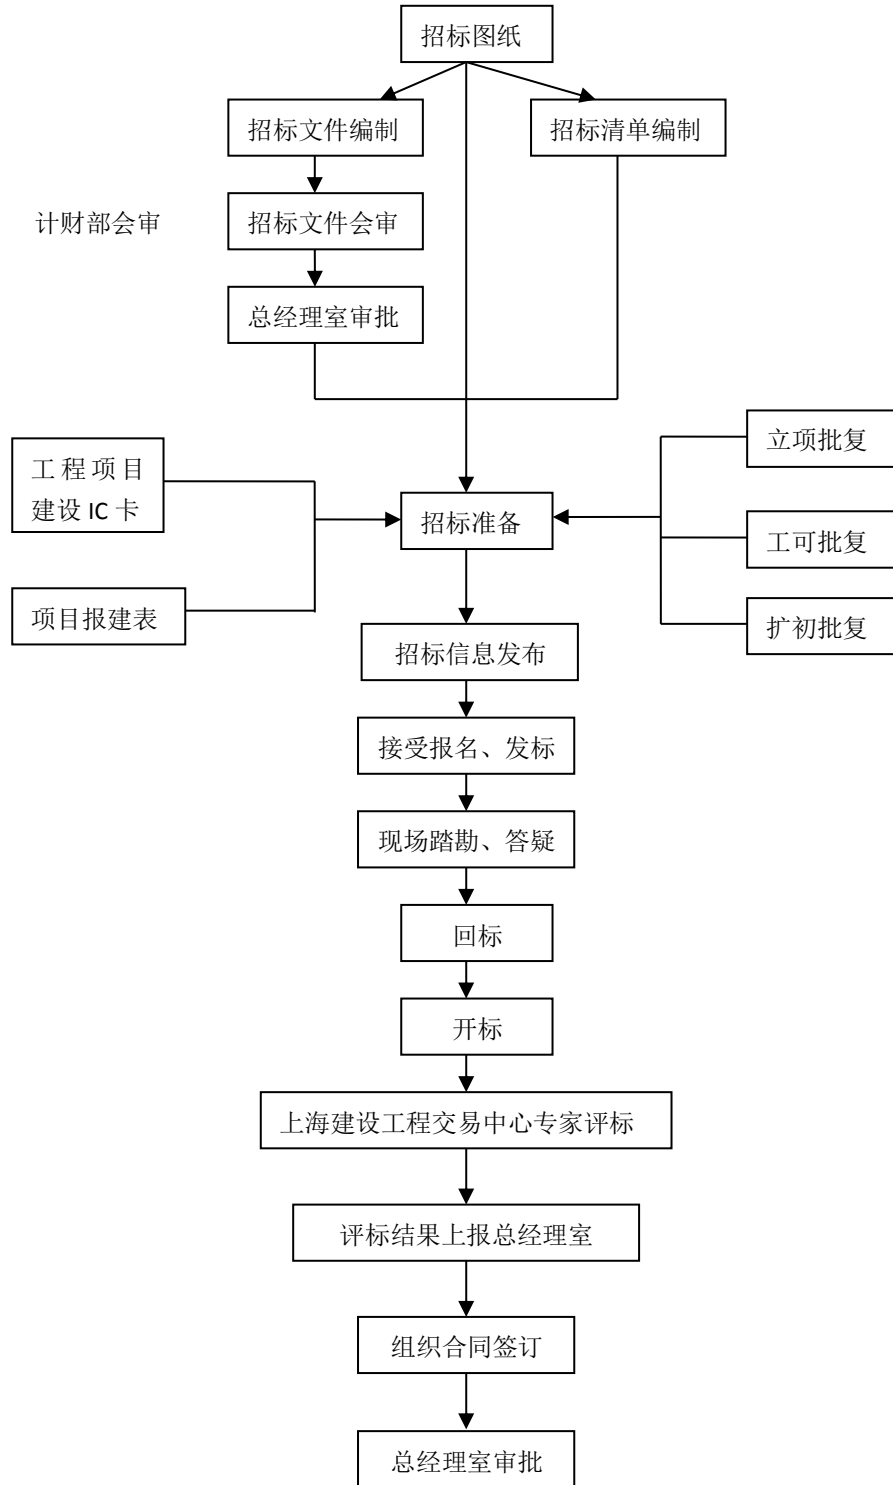 招标图纸
招标文件编制
招标清单编制
计财部会审
招标文件会审
总经理室审批
工程项目
建设 IC 卡
立项批复
招标准备
工可批复
项目报建表
扩初批复
招标信息发布
接受报名、发标
现场踏勘、答疑
回标
开标
上海建设工程交易中心专家评标
评标结果上报总经理室
组织合同签订
总经理室审批